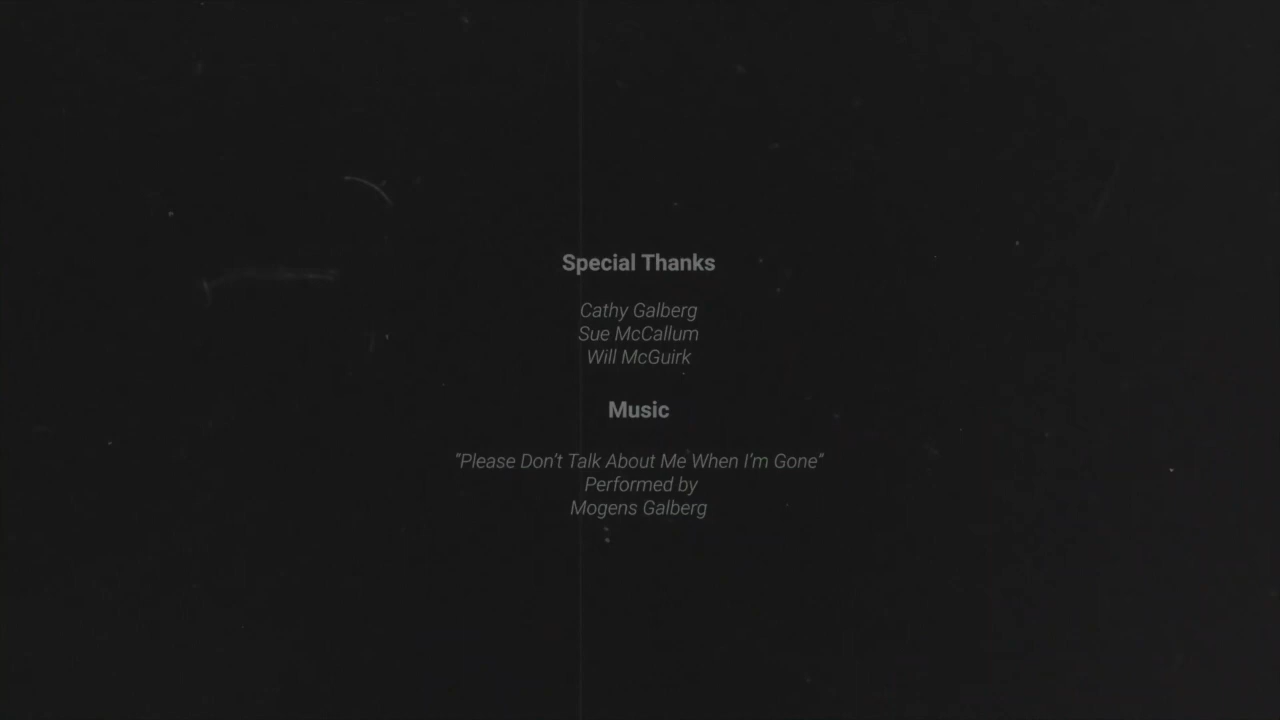 Special Thanks
Cathy Galberg
Sue McCallum
Will McGuirk
Music
"Please Don't Talk About Me When I'm Gone"
Performed by
Mogens Galberg